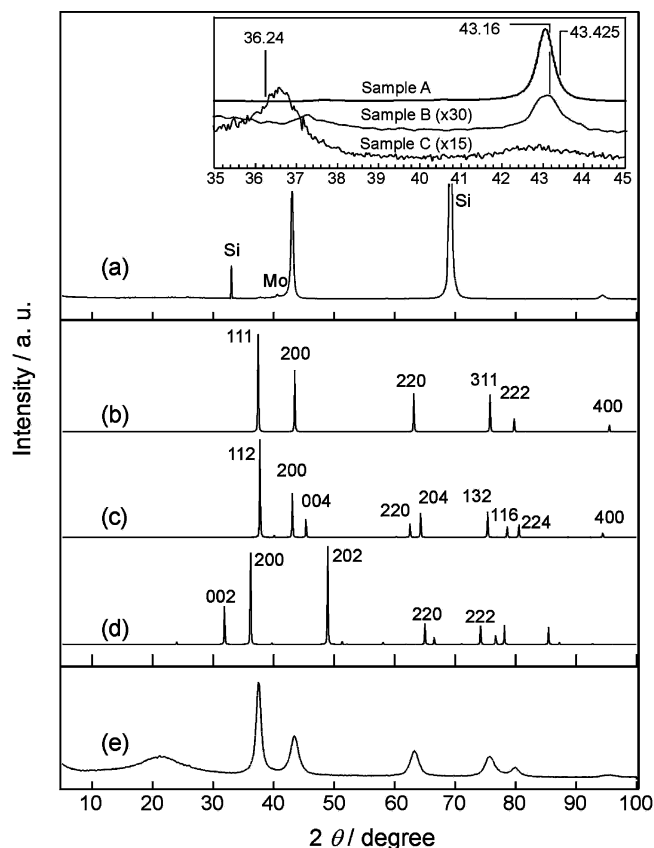 36.24
43.16
43.425
Sample A
Sample B (x30)
Sample C (x15)
35 36 37 38 39 40 41 42 43 44 45
(a)
Si
Mo
Si
(b)
111
200
220
311
222
400
(c)
112
200
004
220
204
132
116
224
400
(d)
002
200
202
220
222
(e)
10 20 30 40 50 60 70 80 90 100
2 θ / degree
Intensity / a. u.